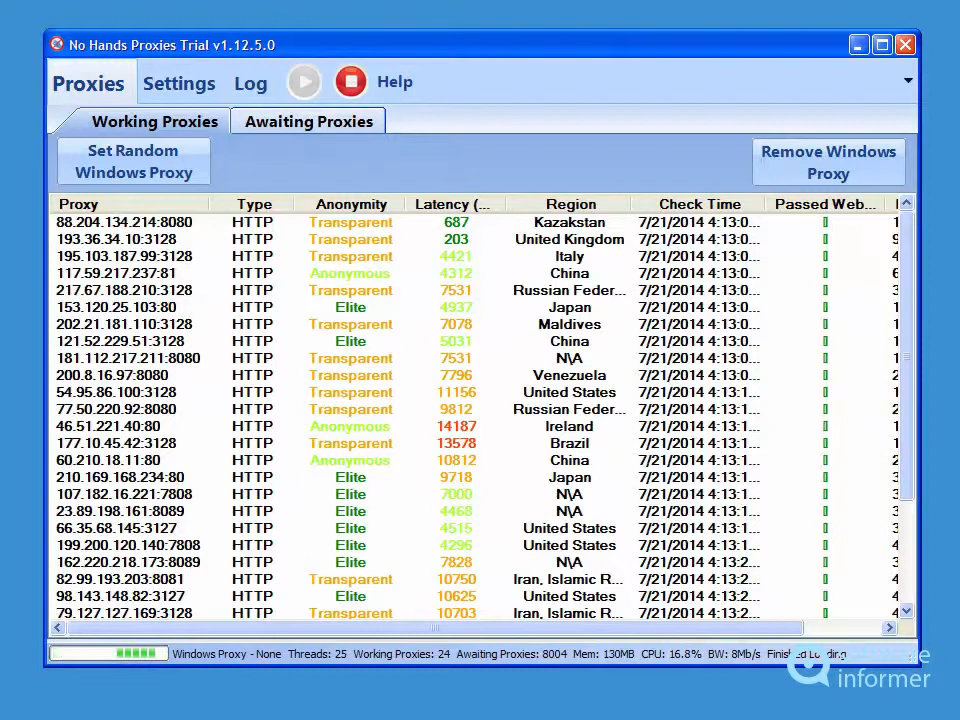 No Hands Proxies Trial v1.12.5.0
Proxies Settings Log Help
Working Proxies Awaiting Proxies
Set Random Windows Proxy
Remove Windows Proxy
Proxy Type Anonymity Latency (... Region Check Time Passed Web...
88.204.134.214:8080 HTTP Transparent 687 Kazakstan 7/21/2014 4:13:0...
193.36.34.10:3128 HTTP Transparent 203 United Kingdom 7/21/2014 4:13:0...
195.103.187.99:3128 HTTP Transparent 4421 Italy 7/21/2014 4:13:0...
117.59.217.237:81 HTTP Anonymous 4312 China 7/21/2014 4:13:0...
217.67.188.210:3128 HTTP Transparent 7531 Russian Feder... 7/21/2014 4:13:0...
153.120.25.103:80 HTTP Elite 4937 Japan 7/21/2014 4:13:0...
202.21.181.110:3128 HTTP Transparent 7078 Maldives 7/21/2014 4:13:0...
121.52.229.51:3128 HTTP Elite 5031 China 7/21/2014 4:13:0...
181.112.217.211:8080 HTTP Transparent 7531 N\A 7/21/2014 4:13:0...
200.8.16.97:8080 HTTP Transparent 7796 Venezuela 7/21/2014 4:13:0...
54.95.86.100:3128 HTTP Transparent 11156 United States 7/21/2014 4:13:1...
77.50.220.92:8080 HTTP Transparent 9812 Russian Feder... 7/21/2014 4:13:1...
46.51.221.40:80 HTTP Anonymous 14187 Ireland 7/21/2014 4:13:1...
177.10.45.42:3128 HTTP Transparent 13578 Brazil 7/21/2014 4:13:1...
60.210.18.11:80 HTTP Anonymous 10812 China 7/21/2014 4:13:1...
210.169.168.234:80 HTTP Elite 9718 Japan 7/21/2014 4:13:1...
107.182.16.221:7808 HTTP Elite 7000 N\A 7/21/2014 4:13:1...
23.89.198.161:8089 HTTP Elite 4468 N\A 7/21/2014 4:13:1...
66.35.68.145:3127 HTTP Elite 4515 United States 7/21/2014 4:13:1...
199.200.120.140:7808 HTTP Elite 4296 United States 7/21/2014 4:13:1...
162.220.218.173:8089 HTTP Elite 7828 N\A 7/21/2014 4:13:2...
82.99.193.203:8081 HTTP Transparent 10750 Iran, Islamic R... 7/21/2014 4:13:2...
98.143.148.82:3127 HTTP Elite 10625 United States 7/21/2014 4:13:2...
79.127.127.169:3128 HTTP Transparent 10703 Iran, Islamic R... 7/21/2014 4:13:2...
Windows Proxy - None Threads: 25 Working Proxies: 24 Awaiting Proxies: 8004 Mem: 130MB CPU: 16.8% BW: 8Mb/s Finished Loading
informer